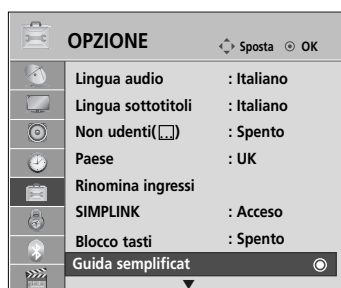 OPZIONE Sposta OK
Lingua audio : Italiano
Lingua sottotitoli : Italiano
Non udenti( ) : Spento
Paese : UK
Rinomina ingressi
SIMPLINK : Acceso
Blocco tasti : Spento
Guida semplificat